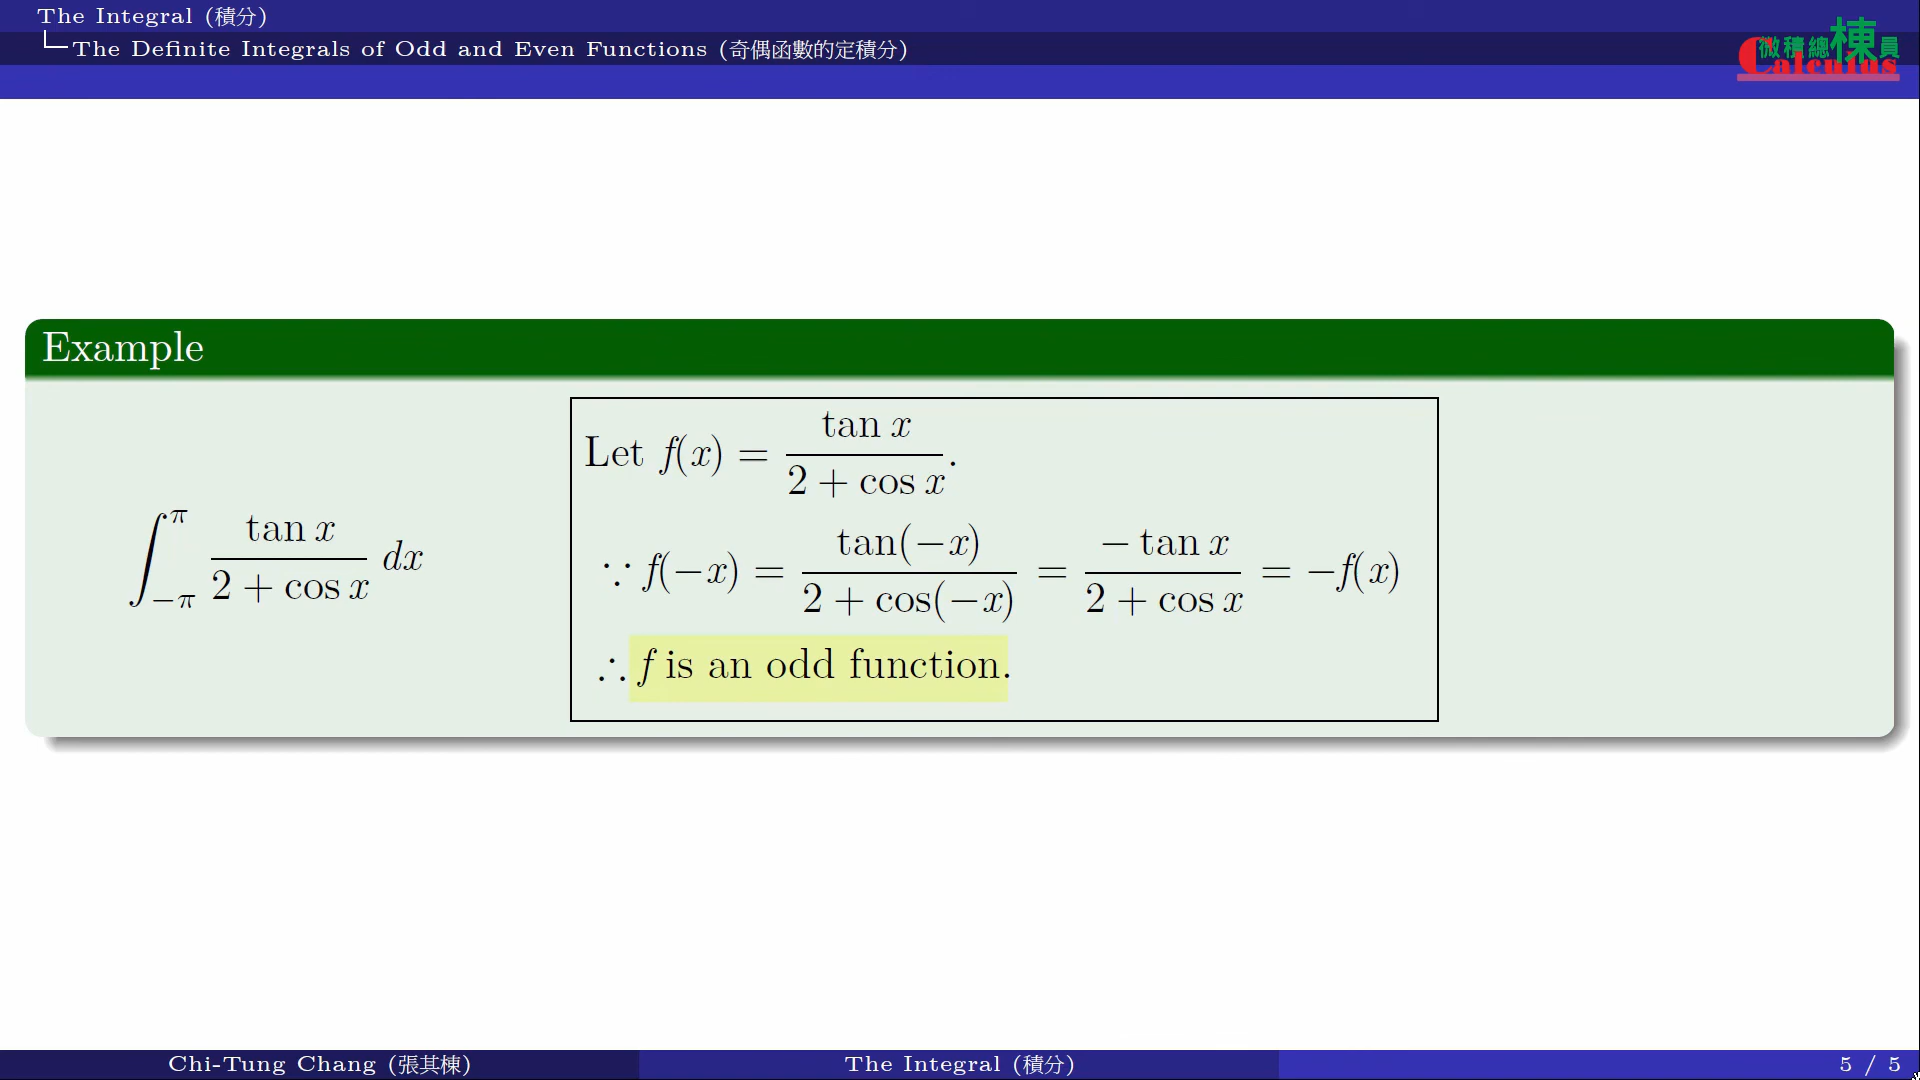 The Integral (積分)
The Definite Integrals of Odd and Even Functions (奇偶函數的定積分)
微積總棟員
Calculus
Example
Let f(x) = tan x / 2 + cos x.
∫_{-π}^{π} tan x / 2 + cos x dx
∵ f(−x) = tan(−x) / 2 + cos(−x) = − tan x / 2 + cos x = −f(x)
∴ f is an odd function.
Chi-Tung Chang (張其棟)
The Integral (積分)
5 / 5